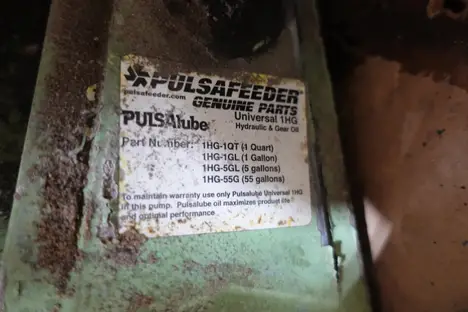 PULSAFEEDER
pulsafeeder.com
GENUINE PARTS
PULSAlube
Universal 1HG
Hydraulic & Gear Oil
Part Number: 1HG-1QT (1 Quart)
1HG-1GL (1 Gallon)
1HG-5GL (5 gallons)
1HG-55G (55 gallons)
To maintain warranty use only Pulsalube Universal 1HG
in this pump. Pulsalube oil maximizes product life
and optimal performance